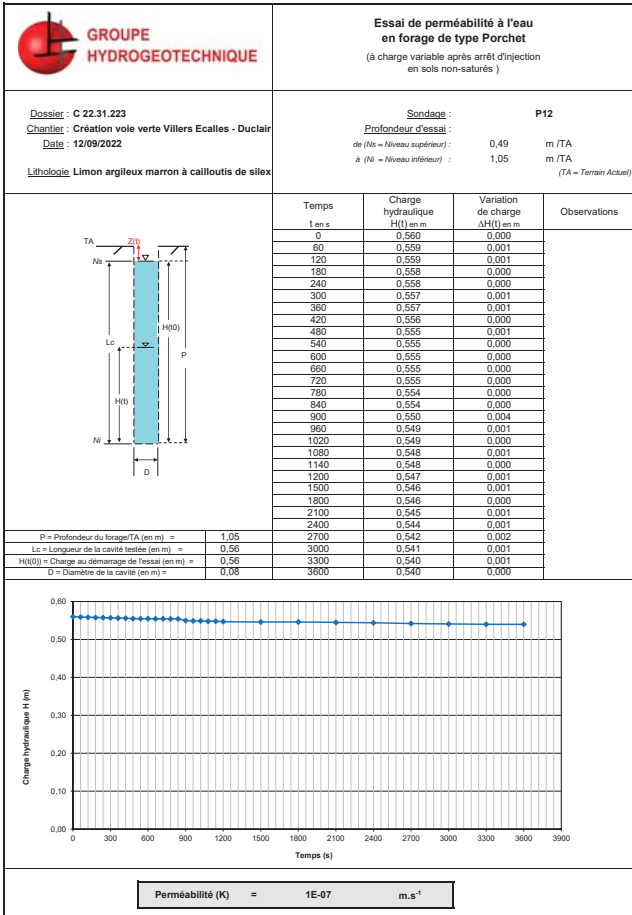 GROUPE
HYDROGEOTECHNIQUE
Essai de perméabilité à l'eau
en forage de type Porchet
(à charge variable après arrêt d'injection
en sols non-saturés )
Dossier : C 22.31.223
Chantier : Création voie verte Villers Ecalles - Duclair
Date : 12/09/2022
Lithologie Limon argileux marron à cailloutis de silex
Sondage : P12
Profondeur d'essai :
de (Ns = Niveau supérieur) : 0,49 m /TA
à (Ni = Niveau inférieur) : 1,05 m /TA
(TA = Terrain Actuel)
TA
Z(t)
Ns
H(t0)
Lc
P
H(t)
Ni
D
P = Profondeur du forage/TA (en m) = 1,05
Lc = Longueur de la cavité testée (en m) = 0,56
H(t(0)) = Charge au démarrage de l'essai (en m) = 0,56
D = Diamètre de la cavité (en m) = 0,08
Temps Charge Variation Observations
hydraulique de charge
t en s H(t) en m ΔH(t) en m
0 0,560 0,000
60 0,559 0,001
120 0,559 0,001
180 0,558 0,000
240 0,558 0,000
300 0,557 0,001
360 0,557 0,001
420 0,556 0,000
480 0,555 0,001
540 0,555 0,000
600 0,555 0,000
660 0,555 0,000
720 0,555 0,000
780 0,554 0,000
840 0,554 0,000
900 0,550 0,004
960 0,549 0,001
1020 0,549 0,000
1080 0,548 0,001
1140 0,548 0,000
1200 0,547 0,001
1500 0,546 0,001
1800 0,546 0,000
2100 0,545 0,001
2400 0,544 0,001
2700 0,542 0,002
3000 0,541 0,001
3300 0,540 0,001
3600 0,540 0,000
Charge hydraulique H (m)
0,60
0,50
0,40
0,30
0,20
0,10
0,00
0 300 600 900 1200 1500 1800 2100 2400 2700 3000 3300 3600 3900
Temps (s)
Perméabilité (K) = 1E-07 m.s⁻¹